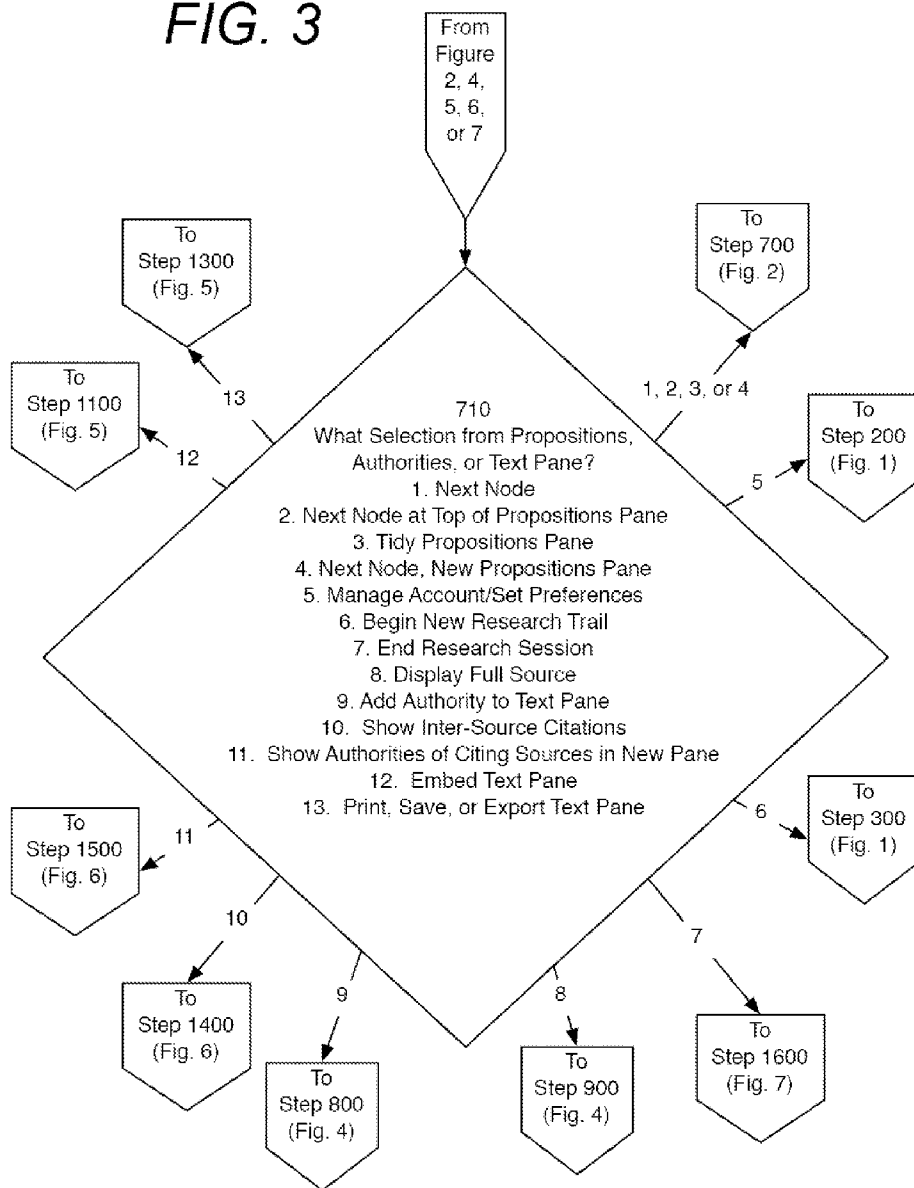 FIG. 3
From
Figure
2, 4,
5, 6,
or 7
To
Step 1300
(Fig. 5)
To
Step 700
(Fig. 2)
13
1, 2, 3, or 4
To
Step 1100
(Fig. 5)
12
To
Step 200
(Fig. 1)
5
710
What Selection from Propositions,
Authorities, or Text Pane?
1. Next Node
2. Next Node at Top of Propositions Pane
3. Tidy Propositions Pane
4. Next Node, New Propositions Pane
5. Manage Account/Set Preferences
6. Begin New Research Trail
7. End Research Session
8. Display Full Source
9. Add Authority to Text Pane
10. Show Inter-Source Citations
11. Show Authorities of Citing Sources in New Pane
12. Embed Text Pane
13. Print, Save, or Export Text Pane
11
To
Step 1500
(Fig. 6)
6
To
Step 300
(Fig. 1)
10
To
Step 1400
(Fig. 6)
9
To
Step 800
(Fig. 4)
8
To
Step 900
(Fig. 4)
7
To
Step 1600
(Fig. 7)